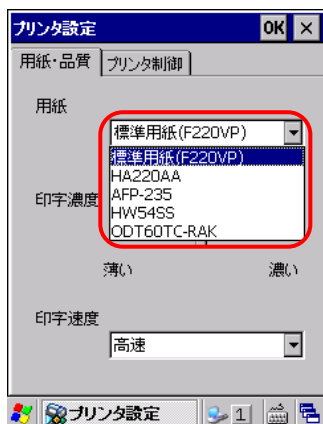 プリンタ設定 OK ×
用紙・品質 プリンタ制御
用紙
標準用紙(F220VP)
標準用紙(F220VP)
HA220AA
AFP-235
印字濃度
HW54SS
ODT60TC-RAK
薄い 濃い
印字速度
高速
プリンタ設定 1